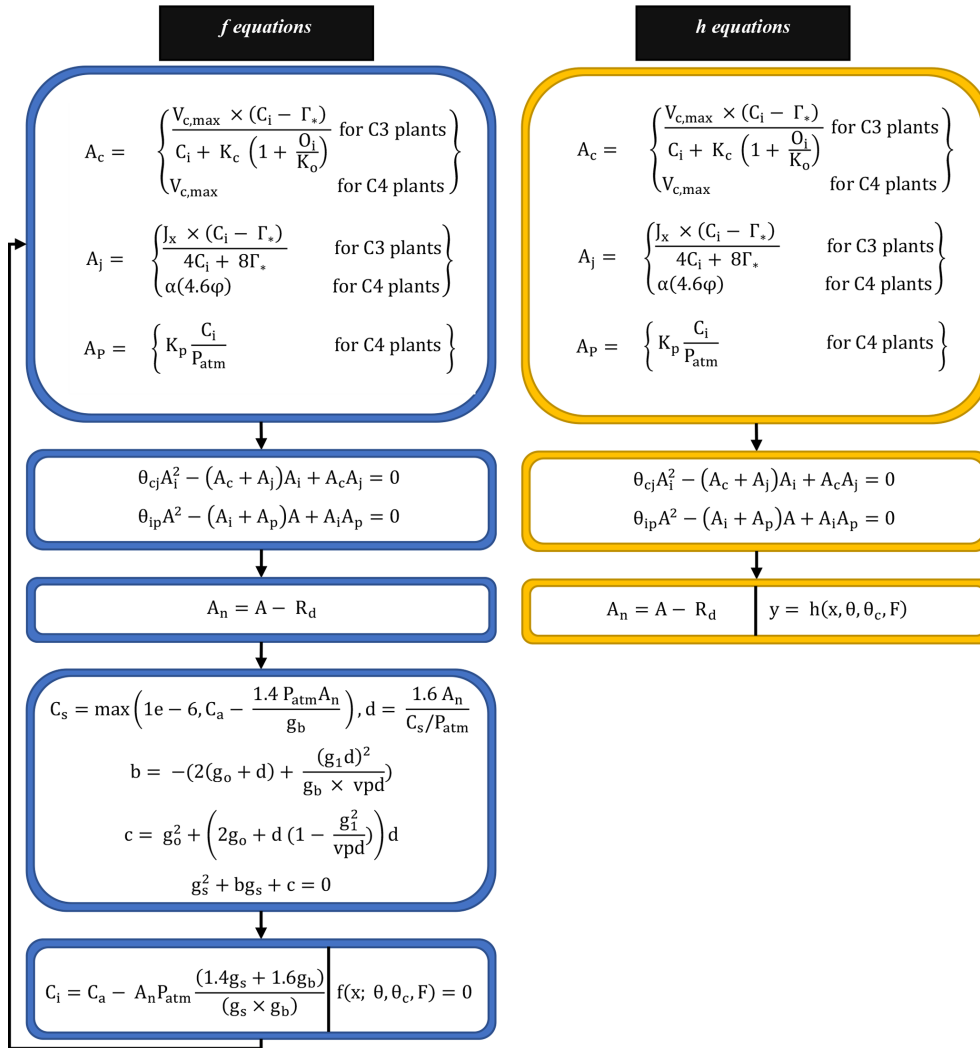 f equations
A_c = { V_c,max × (C_i − Γ_*) / C_i + K_c (1 + O_i / K_o) for C3 plants
V_c,max for C4 plants }
A_j = { J_x × (C_i − Γ_*) / 4C_i + 8Γ_* for C3 plants
α(4.6φ) for C4 plants }
A_P = { K_p C_i / P_atm for C4 plants }
θ_cj A_i^2 − (A_c + A_j)A_i + A_c A_j = 0
θ_ip A^2 − (A_i + A_p)A + A_i A_p = 0
A_n = A − R_d
C_s = max(1e − 6, C_a − 1.4 P_atm A_n / g_b), d = 1.6 A_n / C_s/P_atm
b = −(2(g_o + d) + (g_1 d)^2 / g_b × vpd)
c = g_o^2 + (2g_o + d (1 − g_1^2 / vpd))d
g_s^2 + bg_s + c = 0
C_i = C_a − A_n P_atm (1.4g_s + 1.6g_b) / (g_s × g_b)
f(x; θ, θ_c, F) = 0
h equations
A_c = { V_c,max × (C_i − Γ_*) / C_i + K_c (1 + O_i / K_o) for C3 plants
V_c,max for C4 plants }
A_j = { J_x × (C_i − Γ_*) / 4C_i + 8Γ_* for C3 plants
α(4.6φ) for C4 plants }
A_P = { K_p C_i / P_atm for C4 plants }
θ_cj A_i^2 − (A_c + A_j)A_i + A_c A_j = 0
θ_ip A^2 − (A_i + A_p)A + A_i A_p = 0
A_n = A − R_d
y = h(x, θ, θ_c, F)